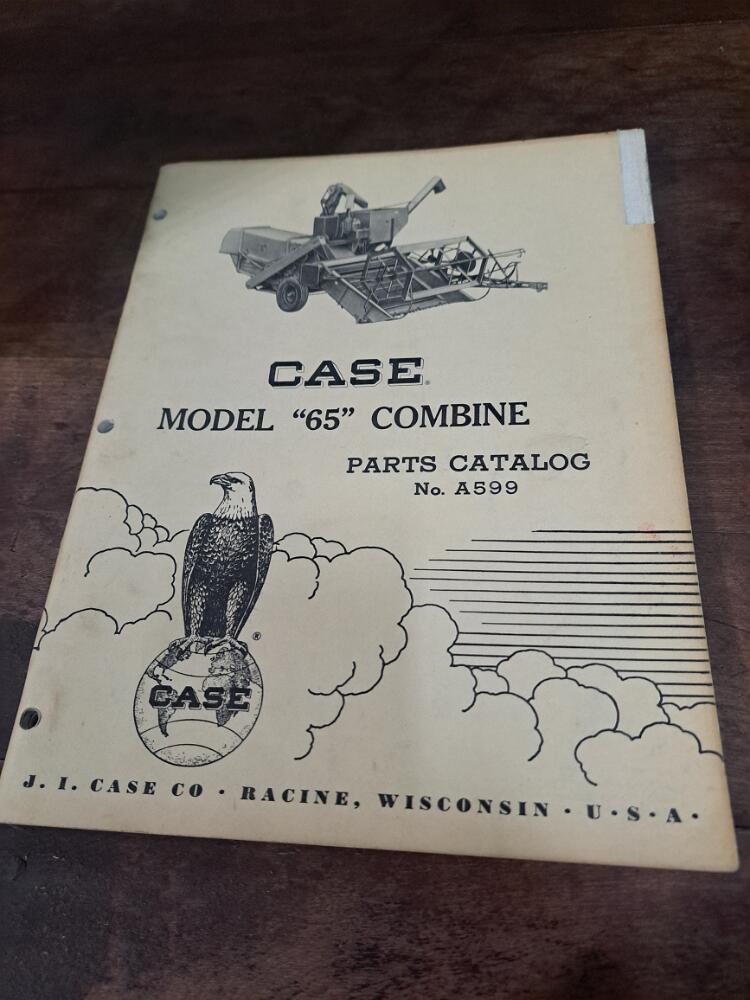 CASE®
MODEL "65" COMBINE
PARTS CATALOG
No. A599
®
CASE
J. I. CASE CO · RACINE, WISCONSIN · U · S · A ·